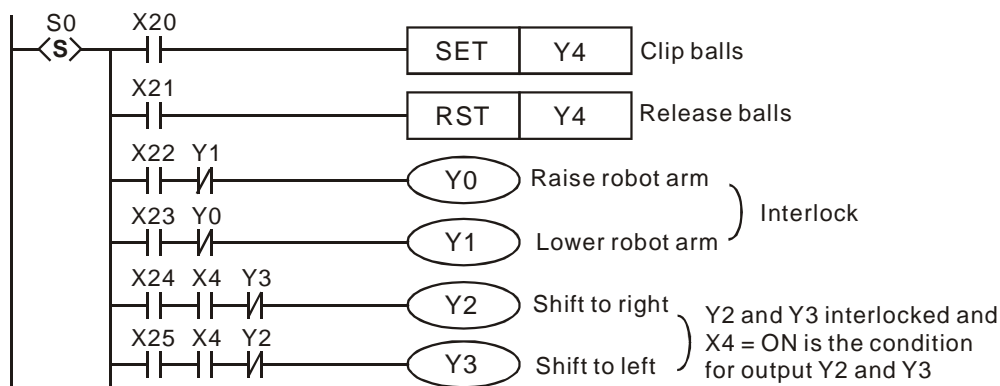 S0 X20
S SET Y4 Clip balls
X21
RST Y4 Release balls
X22 Y1
Y0 Raise robot arm
Interlock
X23 Y0
Y1 Lower robot arm
X24 X4 Y3
Y2 Shift to right
Y2 and Y3 interlocked and
X4 = ON is the condition
for output Y2 and Y3
X25 X4 Y2
Y3 Shift to left